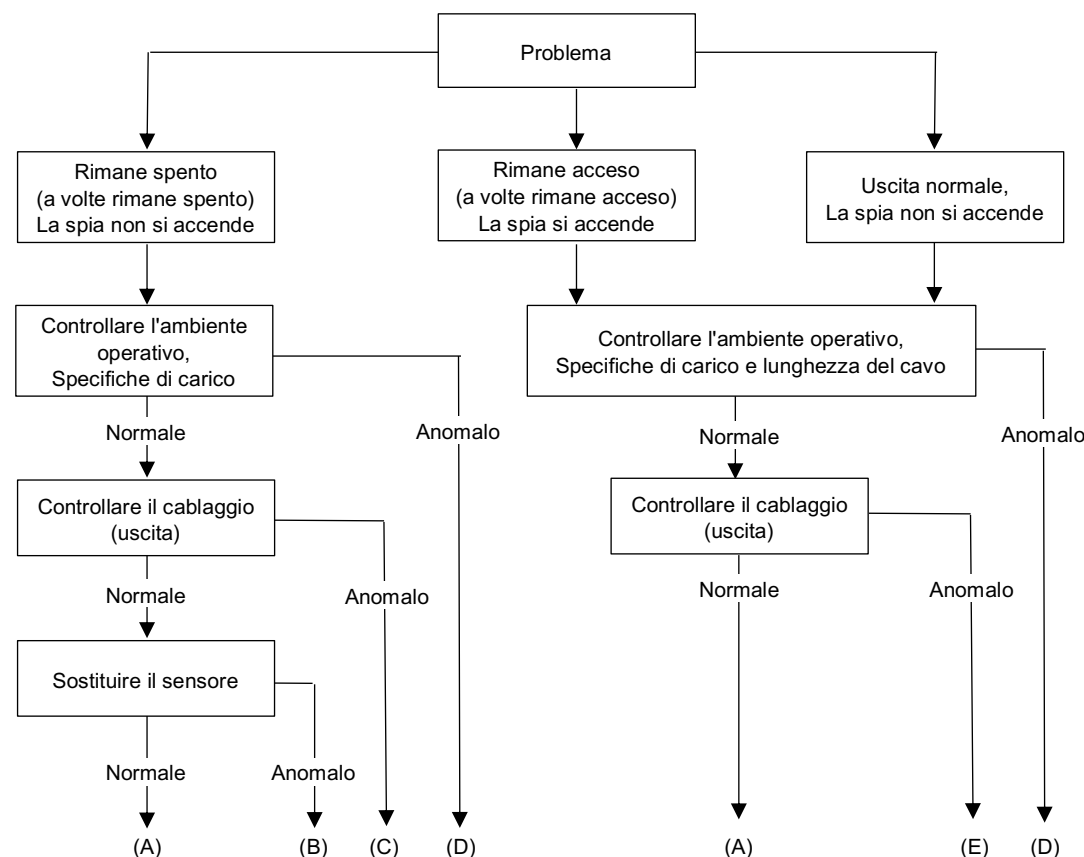 Problema
Rimane spento
(a volte rimane spento)
La spia non si accende
Rimane acceso
(a volte rimane acceso)
La spia si accende
Uscita normale,
La spia non si accende
Controllare l'ambiente
operativo,
Specifiche di carico
Controllare l'ambiente operativo,
Specifiche di carico e lunghezza del cavo
Normale
Anomalo
Normale
Anomalo
Controllare il cablaggio
(uscita)
Controllare il cablaggio
(uscita)
Normale
Anomalo
Normale
Anomalo
Sostituire il sensore
Normale
Anomalo
(A)
(B)
(C)
(D)
(A)
(E)
(D)